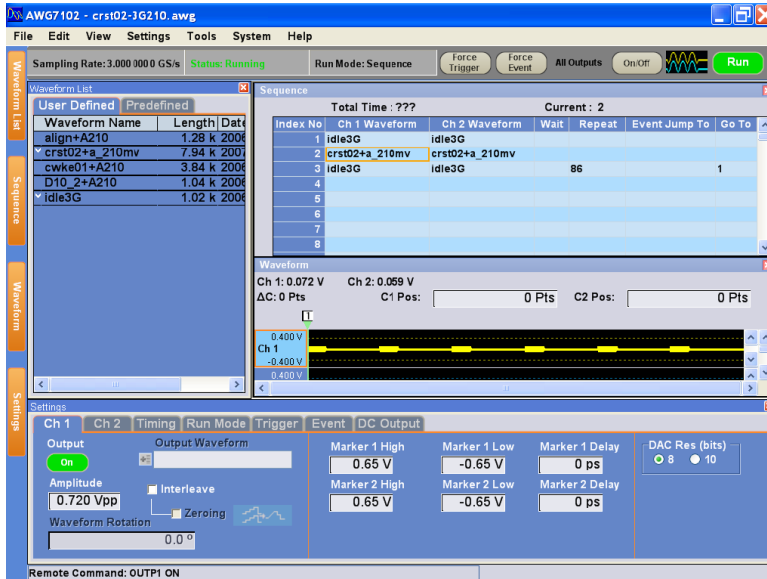 AWG7102 - crst02-3G210.awg
File Edit View Settings Tools System Help
Sampling Rate: 3.000 000 0 GS/s Status: Running Run Mode: Sequence Force Trigger Force Event All Outputs On/Off Run
Waveform List
Sequence
Waveform
Settings
Waveform List
User Defined Predefined
Waveform Name Length Date
align+A210 1.28 k 2006
crst02+a_210mv 7.94 k 2007
cwke01+A210 3.84 k 2006
D10_2+A210 1.04 k 2006
idle3G 1.02 k 2006
Sequence
Total Time : ??? Current : 2
Index No Ch 1 Waveform Ch 2 Waveform Wait Repeat Event Jump To Go To
1 idle3G idle3G
2 crst02+a_210mv crst02+a_210mv
3 idle3G idle3G 86 1
4
5
6
7
8
Waveform
Ch 1: 0.072 V Ch 2: 0.059 V
ΔC: 0 Pts C1 Pos: 0 Pts C2 Pos: 0 Pts
1
0.400 V
Ch 1
-0.400 V
0.400 V
Settings
Ch 1 Ch 2 Timing Run Mode Trigger Event DC Output
Output Output Waveform
On
Amplitude
0.720 Vpp
Interleave
Zeroing
Waveform Rotation
0.0 °
Marker 1 High Marker 1 Low Marker 1 Delay
0.65 V -0.65 V 0 ps
Marker 2 High Marker 2 Low Marker 2 Delay
0.65 V -0.65 V 0 ps
DAC Res (bits)
8 10
Remote Command: OUTP1 ON